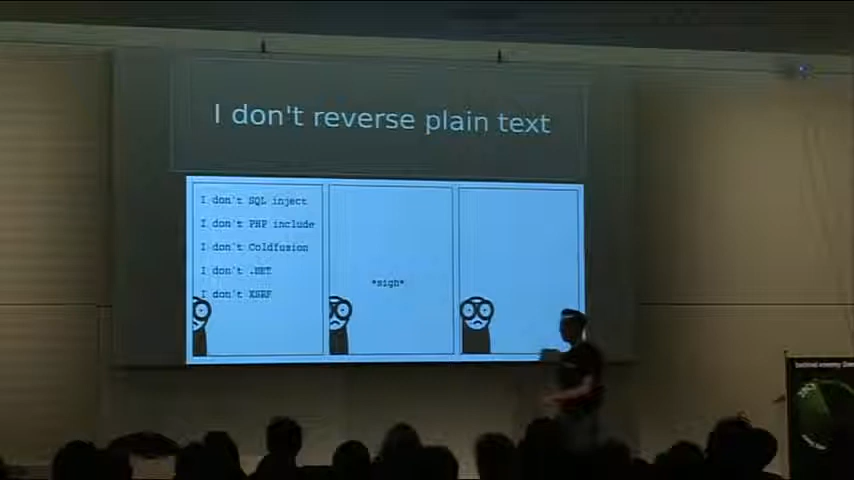 I don't reverse plain text
I don't SQL inject
I don't PHP include
I don't Coldfusion
I don't .NET
I don't XSRF
*sigh*